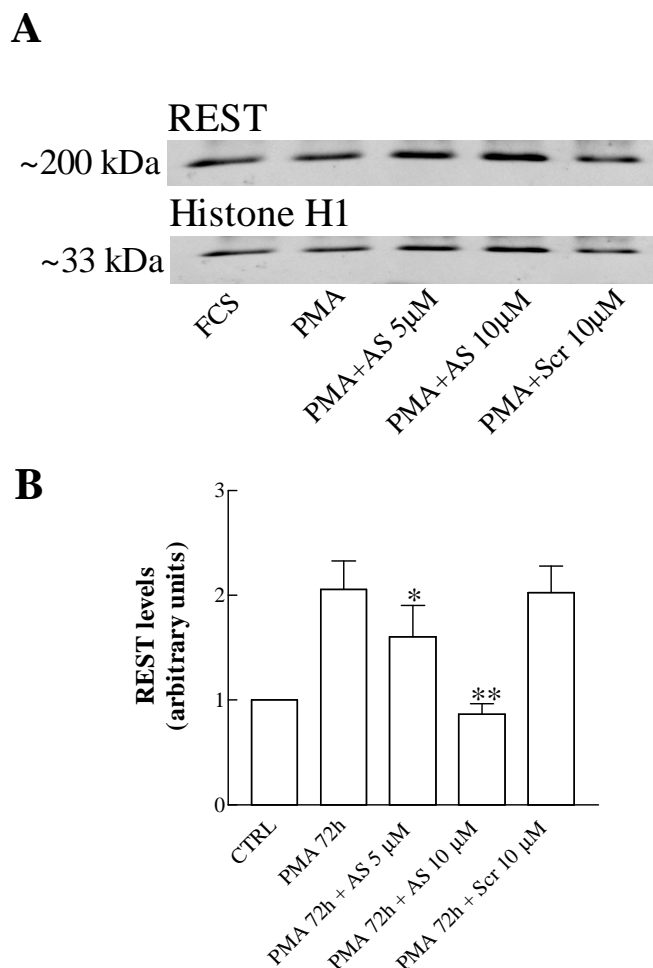 A
REST
~200 kDa
Histone H1
~33 kDa
FCS
PMA
PMA+AS 5μM
PMA+AS 10μM
PMA+Scr 10μM
B
REST levels
(arbitrary units)
3
2
1
0
*
**
CTRL
PMA 72h
PMA 72h + AS 5 μM
PMA 72h + AS 10 μM
PMA 72h + Scr 10 μM